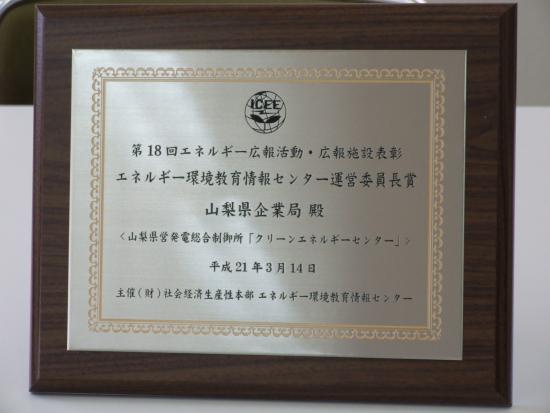 ICEE
第18回エネルギー広報活動・広報施設表彰
エネルギー環境教育情報センター運営委員長賞
山梨県企業局 殿
<山梨県営発電総合制御所「クリーンエネルギーセンター」>
平成21年3月14日
主催(財)社会経済生産性本部 エネルギー環境教育情報センター